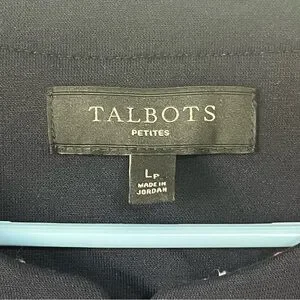 TALBOTS
PETITES
LP
MADE IN
JORDAN